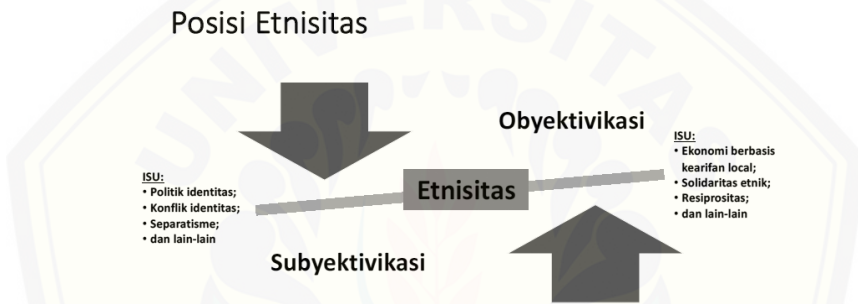 Posisi Etnisitas
UNIVERSITAS
Obyektivikasi
ISU:
• Ekonomi berbasis
kearifan local;
• Solidaritas etnik;
• Resiprositas;
• dan lain-lain
Etnisitas
ISU:
• Politik identitas;
• Konflik identitas;
• Separatisme;
• dan lain-lain
Subyektivikasi